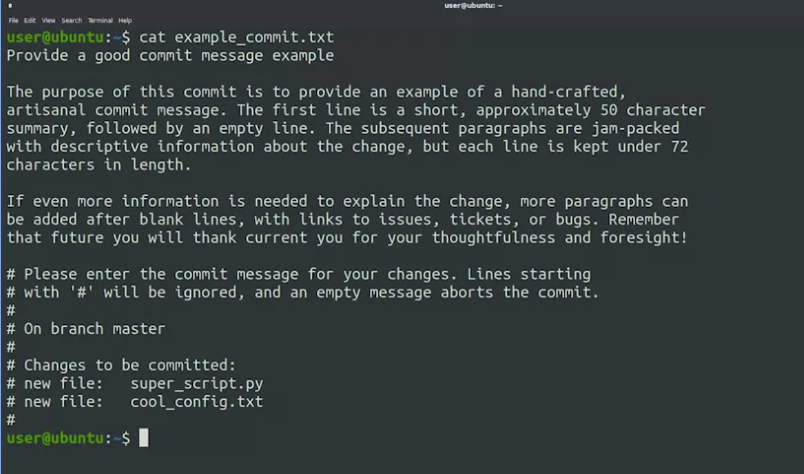 user@ubuntu: ~
File Edit View Search Terminal Help
user@ubuntu:~$ cat example_commit.txt
Provide a good commit message example
The purpose of this commit is to provide an example of a hand-crafted,
artisanal commit message. The first line is a short, approximately 50 character
summary, followed by an empty line. The subsequent paragraphs are jam-packed
with descriptive information about the change, but each line is kept under 72
characters in length.
If even more information is needed to explain the change, more paragraphs can
be added after blank lines, with links to issues, tickets, or bugs. Remember
that future you will thank current you for your thoughtfulness and foresight!
# Please enter the commit message for your changes. Lines starting
# with '#' will be ignored, and an empty message aborts the commit.
#
# On branch master
#
# Changes to be committed:
# new file:   super_script.py
# new file:   cool_config.txt
#
user@ubuntu:~$